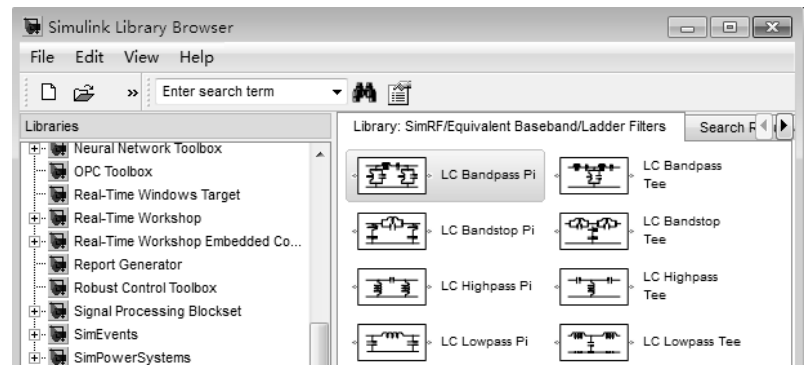 Simulink Library Browser
File Edit View Help
» Enter search term
Libraries
Neural Network Toolbox
OPC Toolbox
Real-Time Windows Target
Real-Time Workshop
Real-Time Workshop Embedded Co...
Report Generator
Robust Control Toolbox
Signal Processing Blockset
SimEvents
SimPowerSystems
Library: SimRF/Equivalent Baseband/Ladder Filters
Search
LC Bandpass Pi
LC Bandpass
Tee
LC Bandstop Pi
LC Bandstop
Tee
LC Highpass Pi
LC Highpass
Tee
LC Lowpass Pi
LC Lowpass Tee